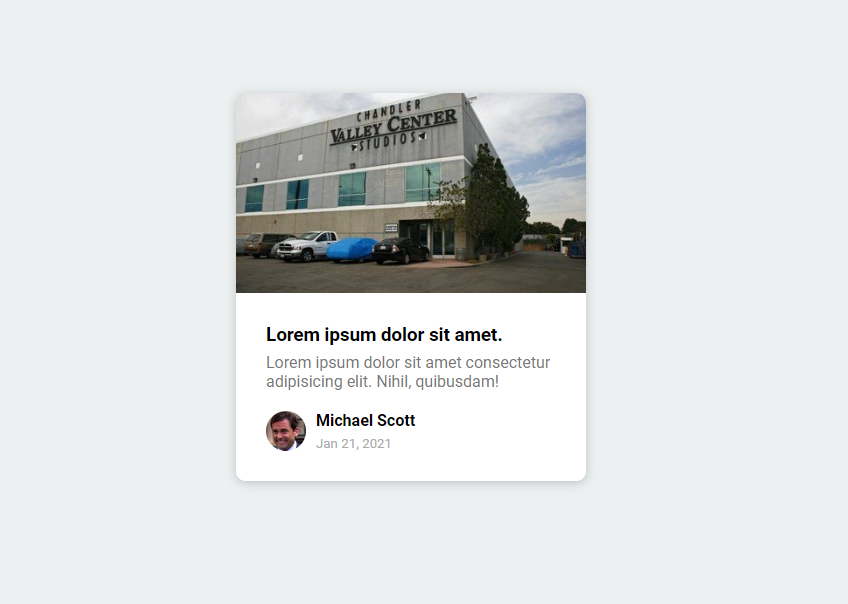 CHANDLER
VALLEY CENTER
STUDIOS
Lorem ipsum dolor sit amet.
Lorem ipsum dolor sit amet consectetur
adipisicing elit. Nihil, quibusdam!
Michael Scott
Jan 21, 2021